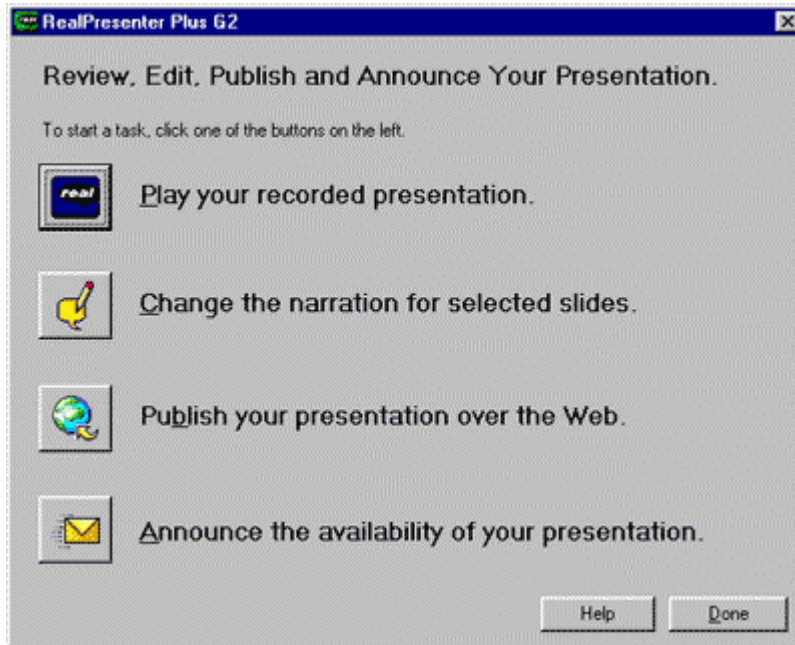 RealPresenter Plus G2
Review, Edit, Publish and Announce Your Presentation.
To start a task, click one of the buttons on the left.
real
Play your recorded presentation.
Change the narration for selected slides.
Publish your presentation over the Web.
Announce the availability of your presentation.
Help
Done